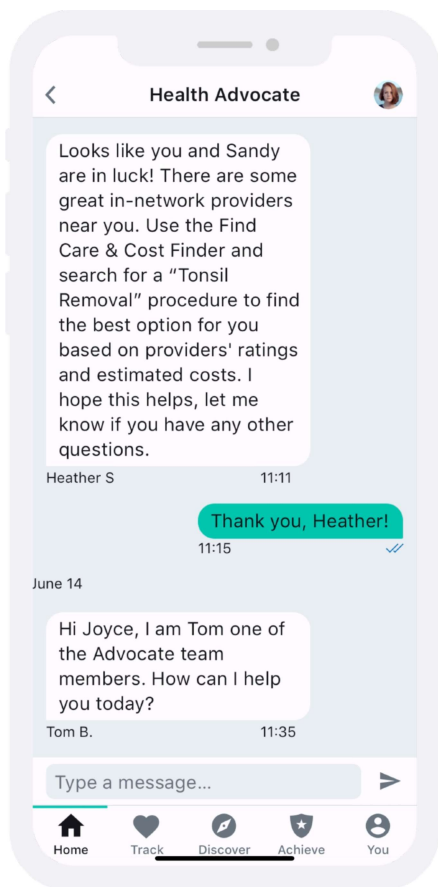 Health Advocate
Looks like you and Sandy
are in luck! There are some
great in-network providers
near you. Use the Find
Care & Cost Finder and
search for a “Tonsil
Removal” procedure to find
the best option for you
based on providers' ratings
and estimated costs. I
hope this helps, let me
know if you have any other
questions.
Heather S 11:11
Thank you, Heather!
11:15
June 14
Hi Joyce, I am Tom one of
the Advocate team
members. How can I help
you today?
Tom B. 11:35
Type a message...
Home Track Discover Achieve You